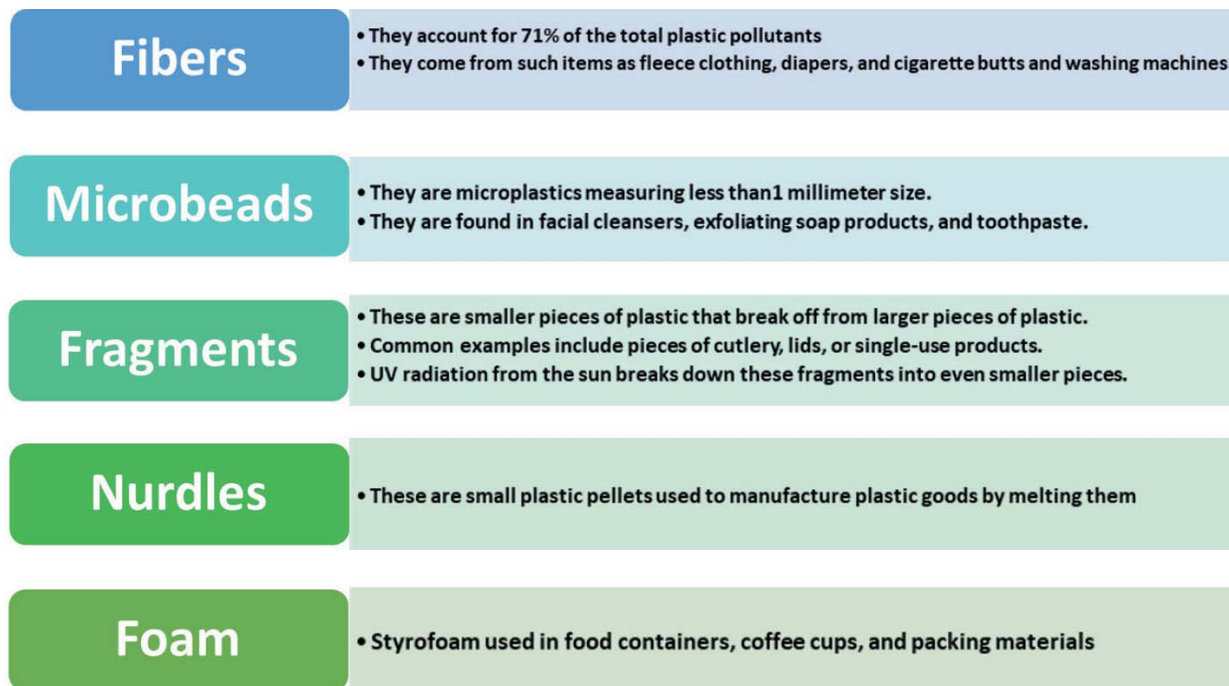 Fibers
• They account for 71% of the total plastic pollutants
• They come from such items as fleece clothing, diapers, and cigarette butts and washing machines
Microbeads
• They are microplastics measuring less than1 millimeter size.
• They are found in facial cleansers, exfoliating soap products, and toothpaste.
Fragments
• These are smaller pieces of plastic that break off from larger pieces of plastic.
• Common examples include pieces of cutlery, lids, or single-use products.
• UV radiation from the sun breaks down these fragments into even smaller pieces.
Nurdles
• These are small plastic pellets used to manufacture plastic goods by melting them
Foam
• Styrofoam used in food containers, coffee cups, and packing materials